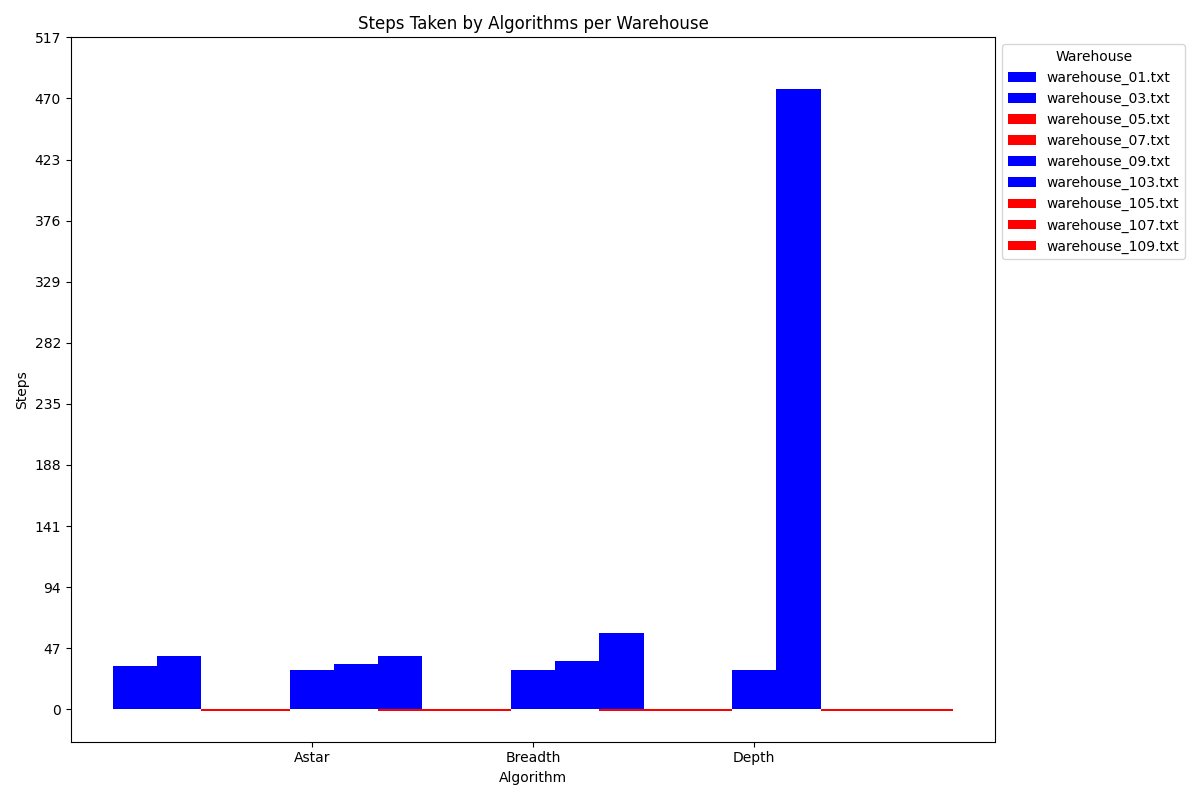 Steps Taken by Algorithms per Warehouse
517
470
423
376
329
282
235
188
141
94
47
0
Steps
Astar Breadth Depth
Algorithm
Warehouse
warehouse_01.txt
warehouse_03.txt
warehouse_05.txt
warehouse_07.txt
warehouse_09.txt
warehouse_103.txt
warehouse_105.txt
warehouse_107.txt
warehouse_109.txt